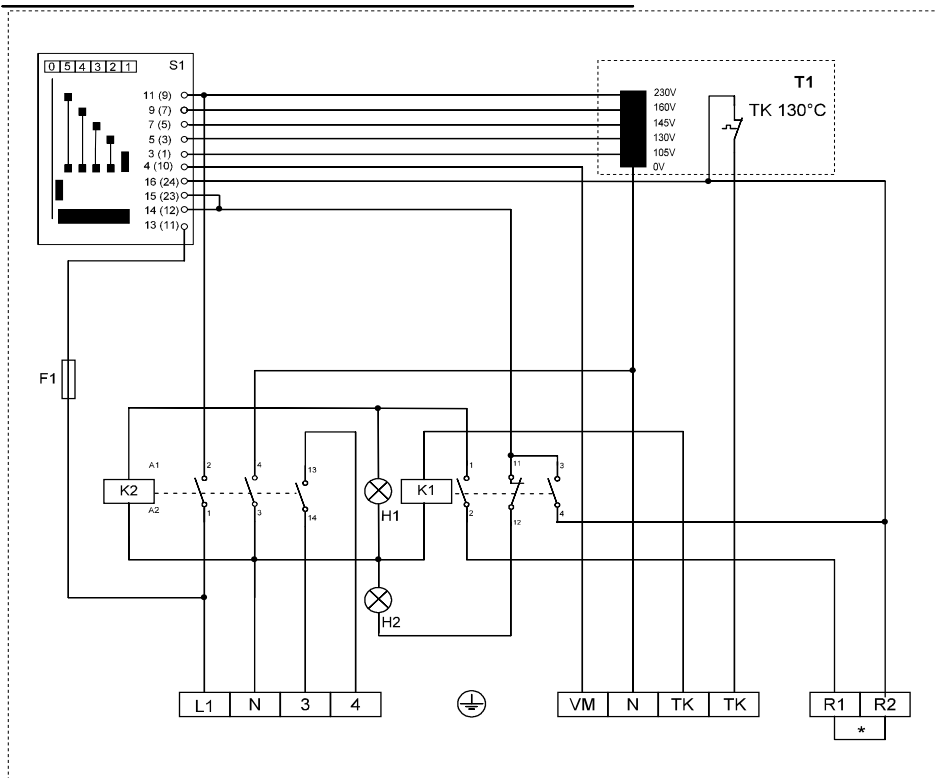 0 5 4 3 2 1 S1
11 (9)
9 (7)
7 (5)
5 (3)
3 (1)
4 (10)
16 (24)
15 (23)
14 (12)
13 (11)
230V
160V
145V
130V
105V
0V
T1
TK 130°C
F1
A1 2 4 13 1 11 3
K2 K1
A2 1 3 14 H1 2 12 4
H2
L1 N 3 4 VM N TK TK R1 R2
*